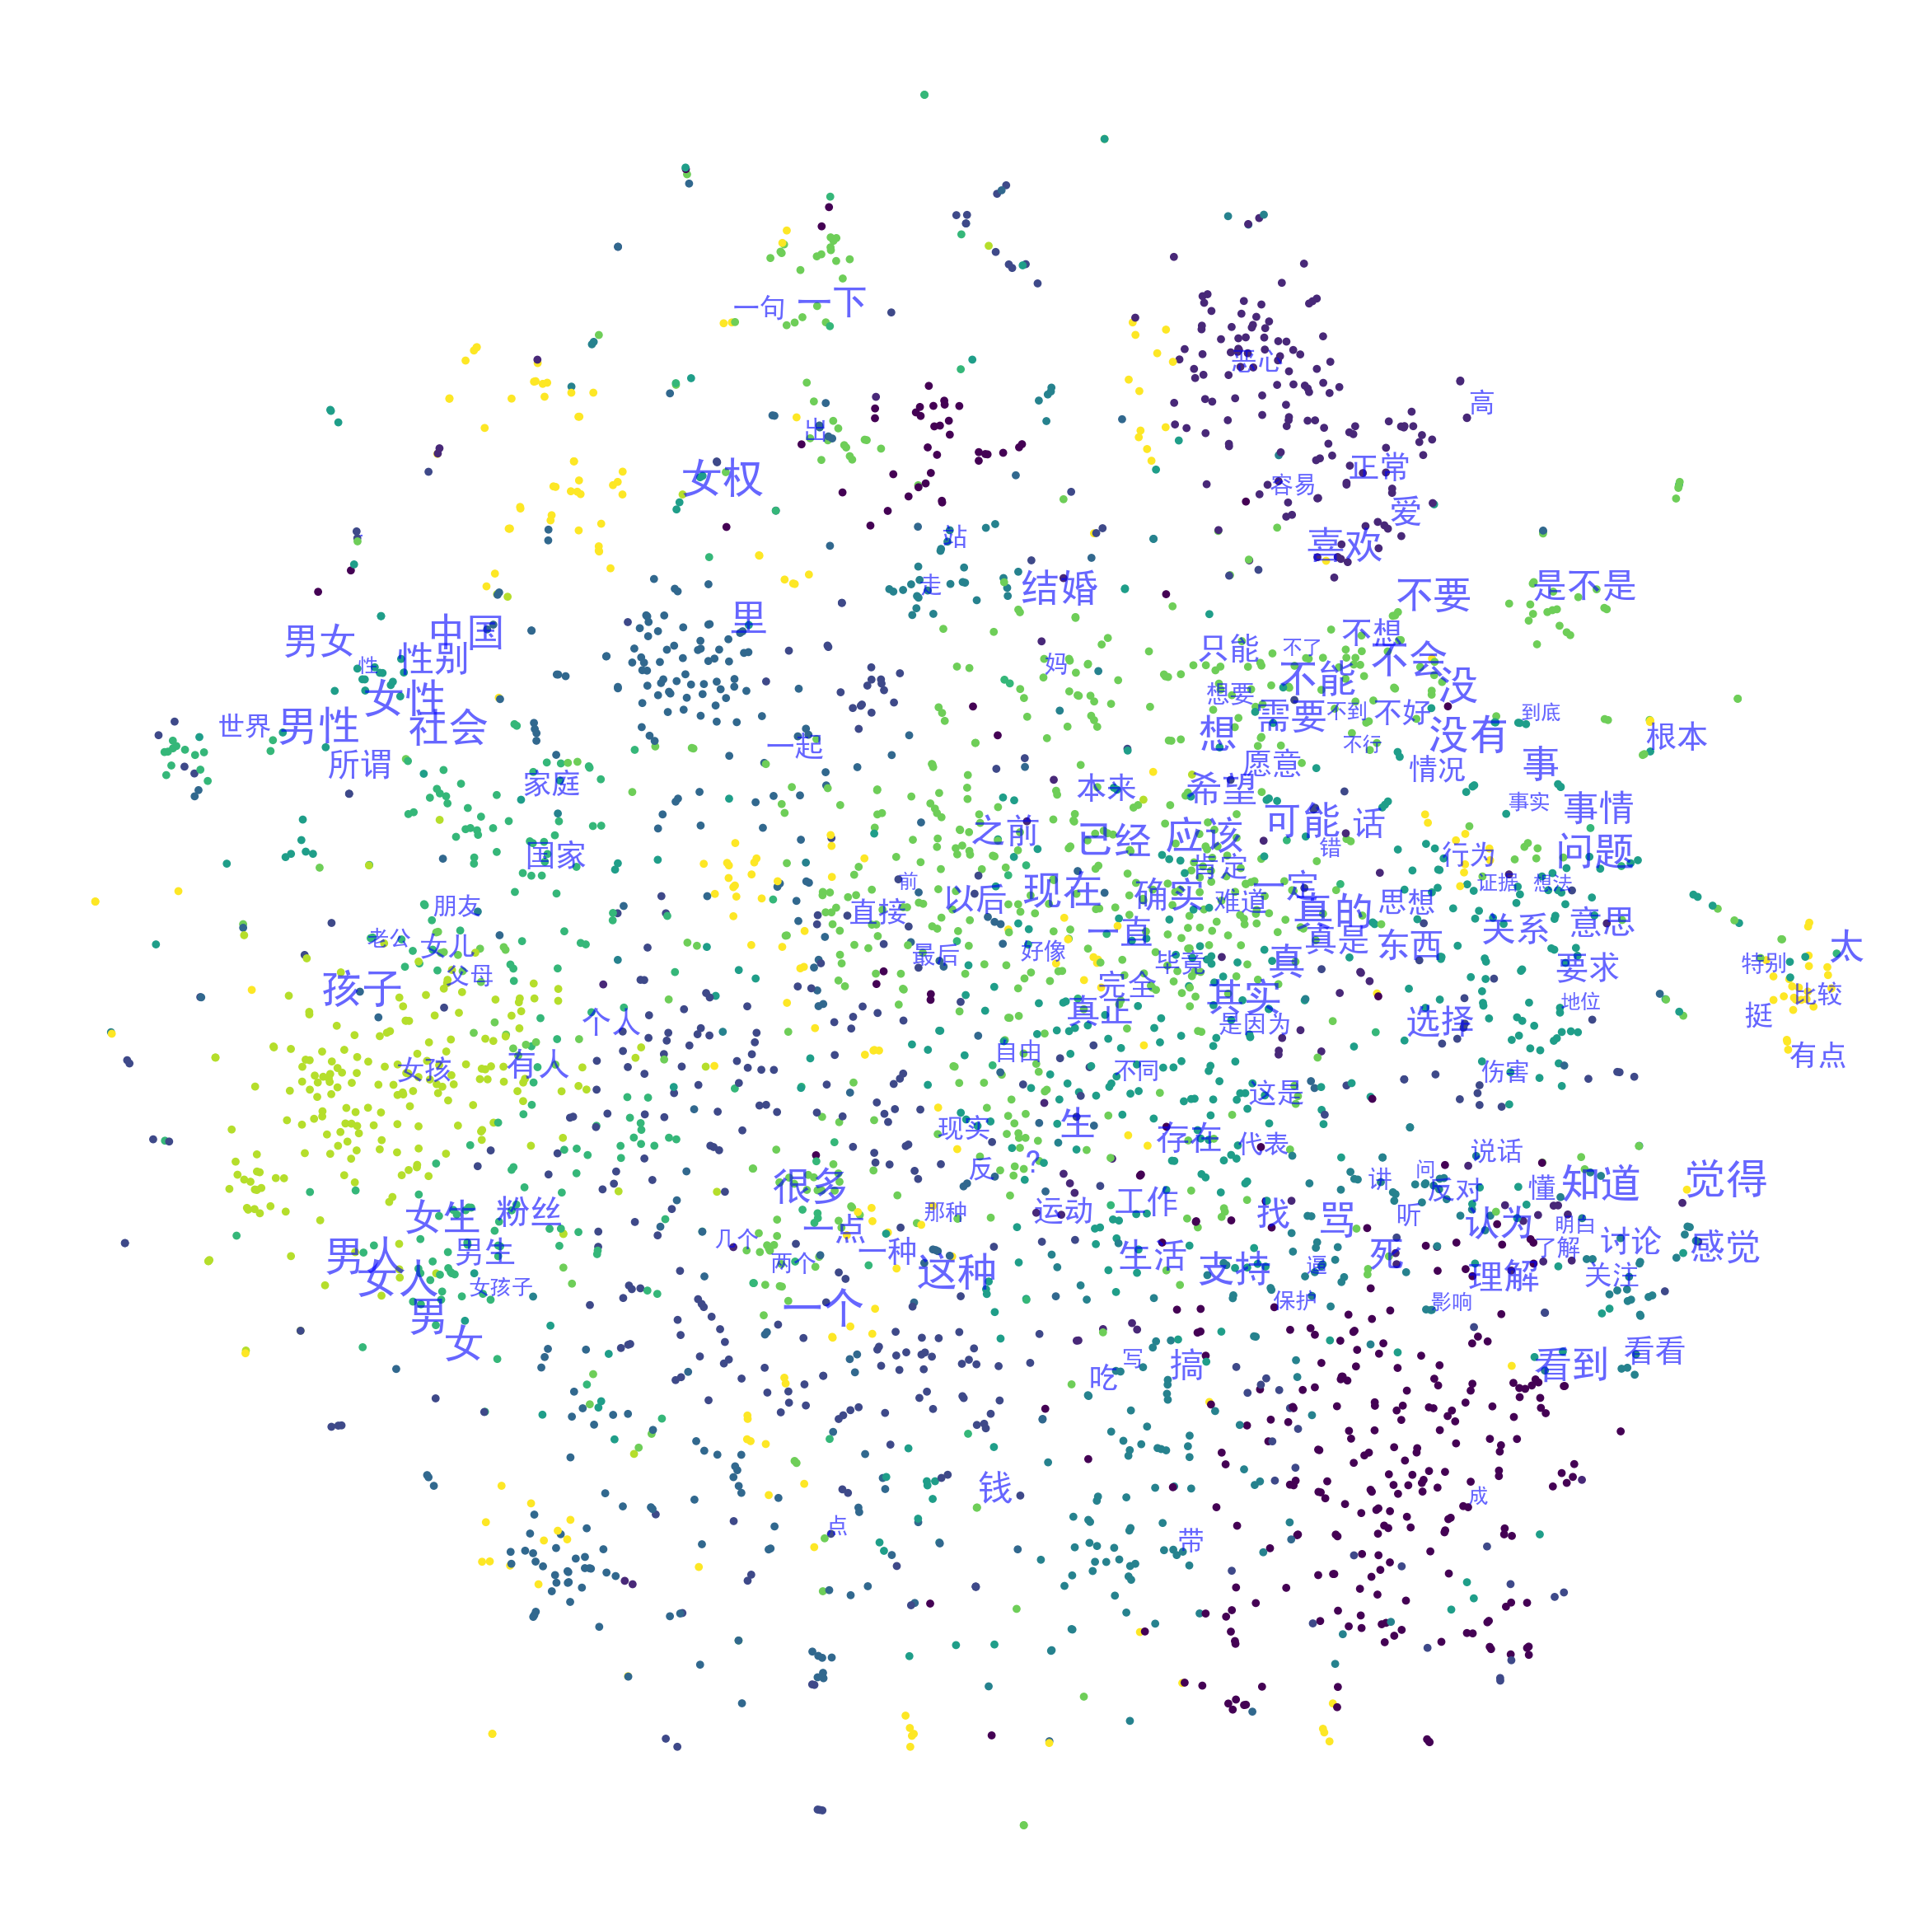 一句
一下
恶心
高
出
女权
正常
容易
爱
站
喜欢
走
结婚
不要
是不是
里
中国
男女
性别
不想
只能
不了
不会
性
妈
不能
没
女性
想要
世界
男性
社会
需要
不到
不好
到底
想
没有
根本
一起
不行
所谓
愿意
情况
事
家庭
本来
希望
事实
事情
之前
已经
应该
可能
话
错
国家
问题
肯定
行为
前
现在
一定
证据
想法
朋友
直接
以后
确实
难道
真的
思想
意思
老公
女儿
一直
真是
东西
关系
太
最后
好像
毕竟
真
特别
父母
要求
孩子
完全
其实
比较
地位
真正
挺
个人
是因为
选择
自由
有点
有人
女孩
不同
伤害
这是
现实
生
存在
代表
说话
反
?
讲
问
很多
反对
懂
知道
觉得
女生
粉丝
那种
运动
工作
找
骂
听
认为
明白
一点
几个
男生
一种
讨论
感觉
男人
两个
生活
支持
死
了解
女人
这种
逼
理解
关注
女孩子
一个
保护
影响
男
女
写
搞
看到
看看
吃
钱
成
点
带